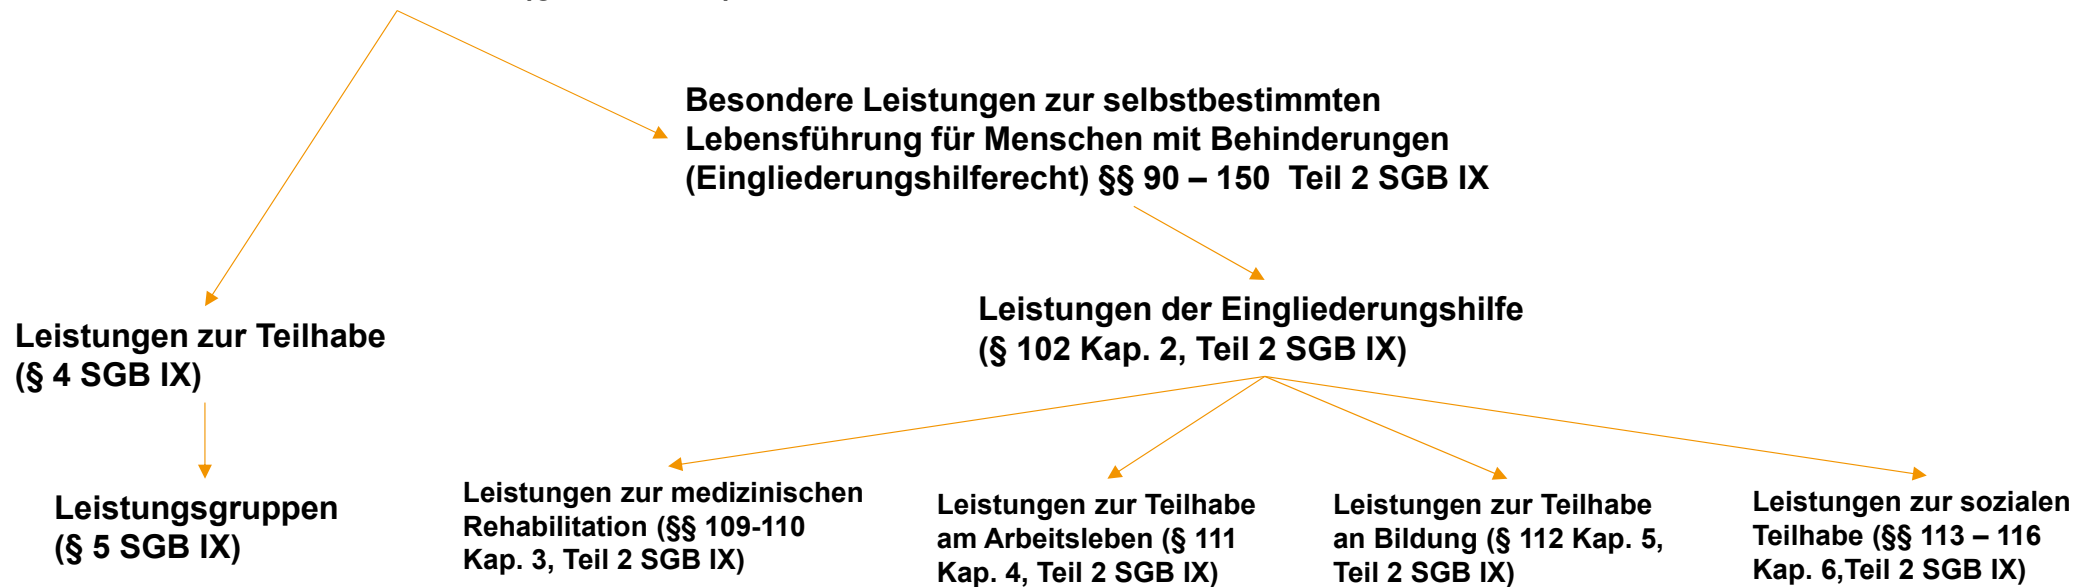 Besondere Leistungen zur selbstbestimmten
Lebensführung für Menschen mit Behinderungen
(Eingliederungshilferecht) §§ 90 – 150 Teil 2 SGB IX
Leistungen der Eingliederungshilfe
(§ 102 Kap. 2, Teil 2 SGB IX)
Leistungen zur Teilhabe
(§ 4 SGB IX)
Leistungsgruppen
(§ 5 SGB IX)
Leistungen zur medizinischen
Rehabilitation (§§ 109-110
Kap. 3, Teil 2 SGB IX)
Leistungen zur Teilhabe
am Arbeitsleben (§ 111
Kap. 4, Teil 2 SGB IX)
Leistungen zur Teilhabe
an Bildung (§ 112 Kap. 5,
Teil 2 SGB IX)
Leistungen zur sozialen
Teilhabe (§§ 113 – 116
Kap. 6,Teil 2 SGB IX)